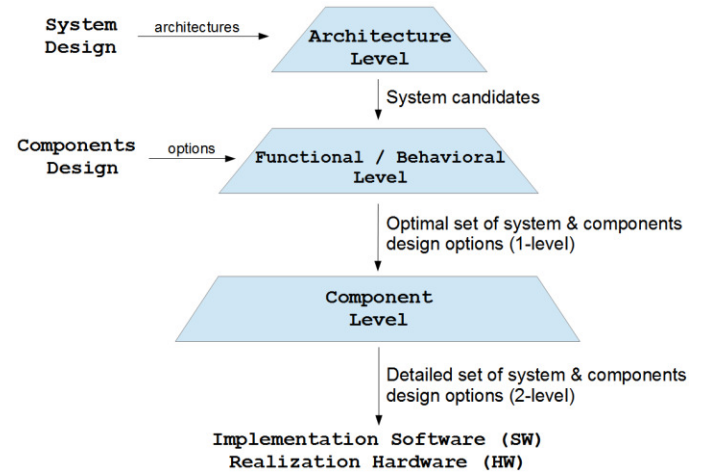 System
Design
architectures
Architecture
Level
System candidates
Components
Design
options
Functional / Behavioral
Level
Optimal set of system & components
design options (1-level)
Component
Level
Detailed set of system & components
design options (2-level)
Implementation Software (SW)
Realization Hardware (HW)